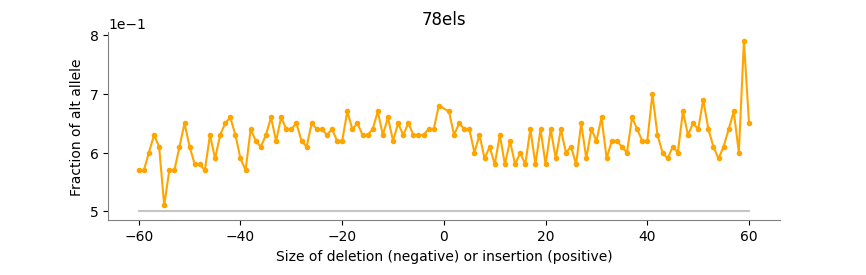 78els
1e−1
8
7
6
5
Fraction of alt allele
−60 −40 −20 0 20 40 60
Size of deletion (negative) or insertion (positive)